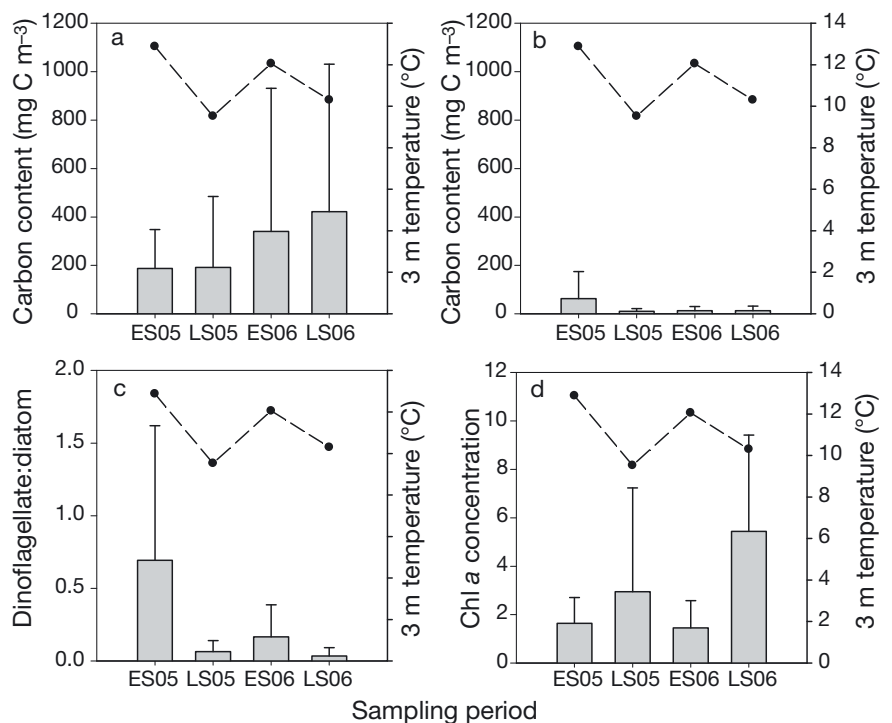 a
1200
1000
800
600
400
200
0
Carbon content (mg C m⁻³)
ES05 LS05 ES06 LS06
3 m temperature (°C)
b
1200
1000
800
600
400
200
0
Carbon content (mg C m⁻³)
14
12
10
8
6
4
2
0
3 m temperature (°C)
ES05 LS05 ES06 LS06
c
2.0
1.5
1.0
0.5
0.0
Dinoflagellate:diatom
3 m temperature (°C)
ES05 LS05 ES06 LS06
d
12
10
8
6
4
2
0
Chl a concentration
14
12
10
8
6
4
2
0
3 m temperature (°C)
ES05 LS05 ES06 LS06
Sampling period